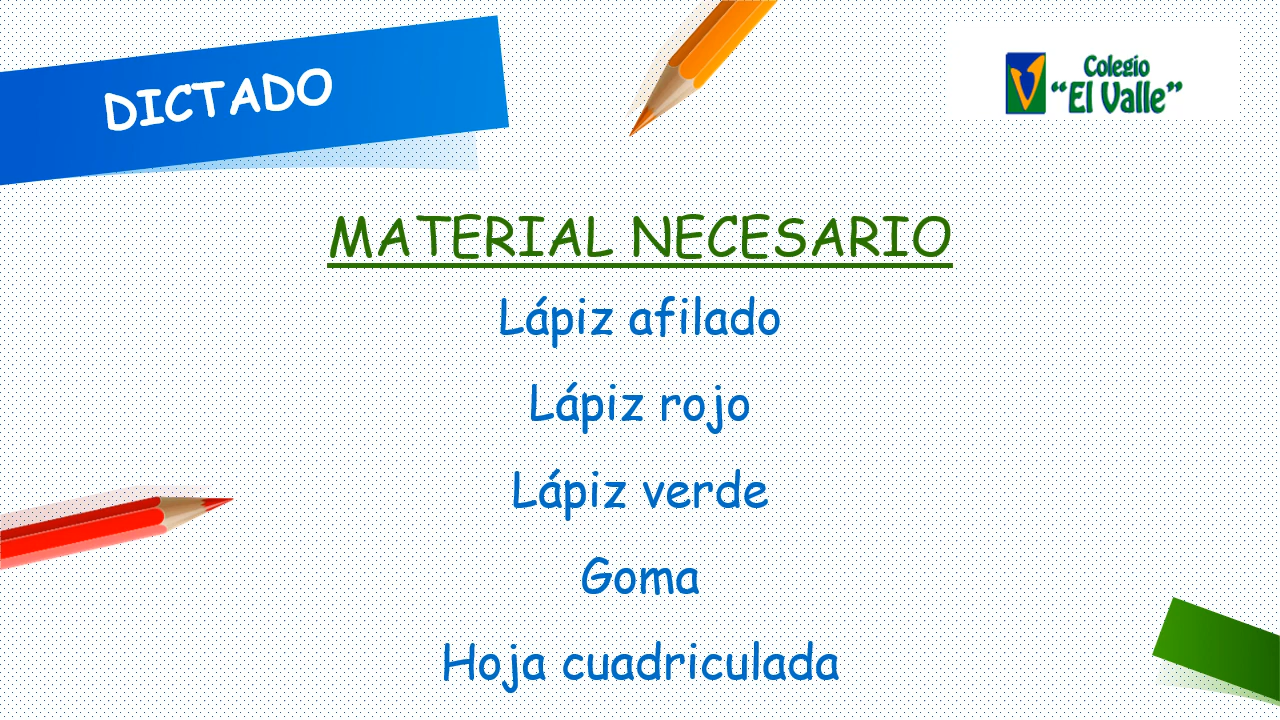 DICTADO
Colegio
"El Valle"
MATERIAL NECESARIO
Lápiz afilado
Lápiz rojo
Lápiz verde
Goma
Hoja cuadriculada